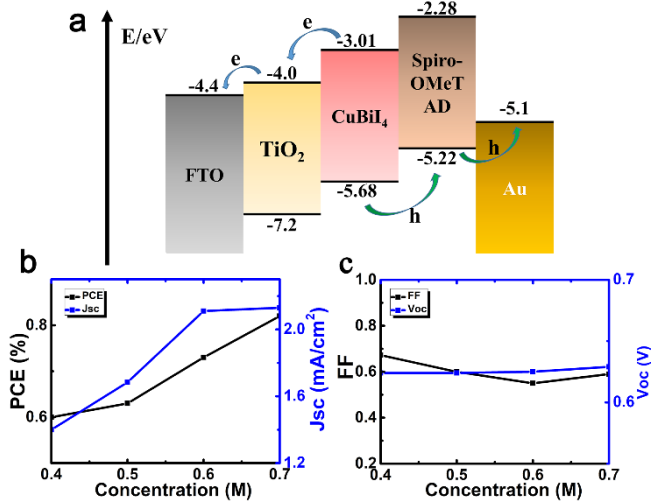 a
E/eV
e
e
h
h
-4.4
FTO
-4.0
TiO2
-7.2
-3.01
CuBiI4
-5.68
-2.28
Spiro-
OMeT
AD
-5.22
-5.1
Au
b
PCE
Jsc
PCE (%)
0.8
0.6
Jsc (mA/cm2)
2.0
1.6
1.2
0.4 0.5 0.6 0.7
Concentration (M)
c
FF
Voc
FF
1.0
0.8
0.6
0.4
0.2
Voc (V)
0.7
0.6
0.4 0.5 0.6 0.7
Concentration (M)